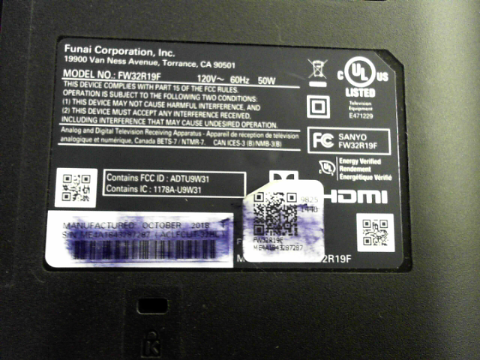 Funai Corporation, Inc.
19900 Van Ness Avenue, Torrance, CA 90501
MODEL NO.: FW32R19F 120V~ 60Hz 50W
THIS DEVICE COMPLIES WITH PART 15 OF THE FCC RULES.
OPERATION IS SUBJECT TO THE FOLLOWING TWO CONDITIONS:
(1) THIS DEVICE MAY NOT CAUSE HARMFUL INTERFERENCE, AND
(2) THIS DEVICE MUST ACCEPT ANY INTERFERENCE RECEIVED,
INCLUDING INTERFERENCE THAT MAY CAUSE UNDESIRED OPERATION.
Analog and Digital Television Receiving Apparatus - Appareil de réception de télévision
analogique et numérique, Canada BETS-7 / NTMR-7. CAN ICES-3 (B) / NMB-3(B)
C UL US
LISTED
Television
Equipment
E471229
FC SANYO
FW32R19F
Energy Verified
Rendement
Énergétique Vérifié
Contains FCC ID : ADTU9W31
Contains IC : 1178A-U9W31
HDMI
MANUFACTURED: OCTOBER 2018
FW32R19F